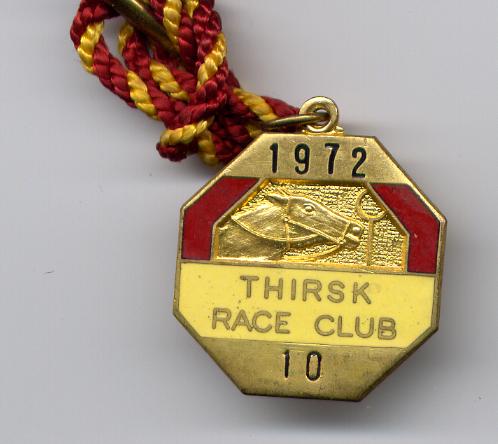 1972
THIRSK
RACE CLUB
10